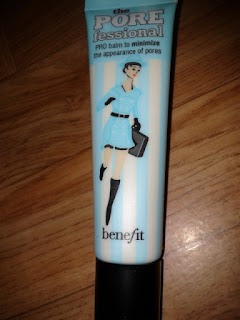 the
PORE
fessional
PRO balm to minimize
the appearance of pores
benefit